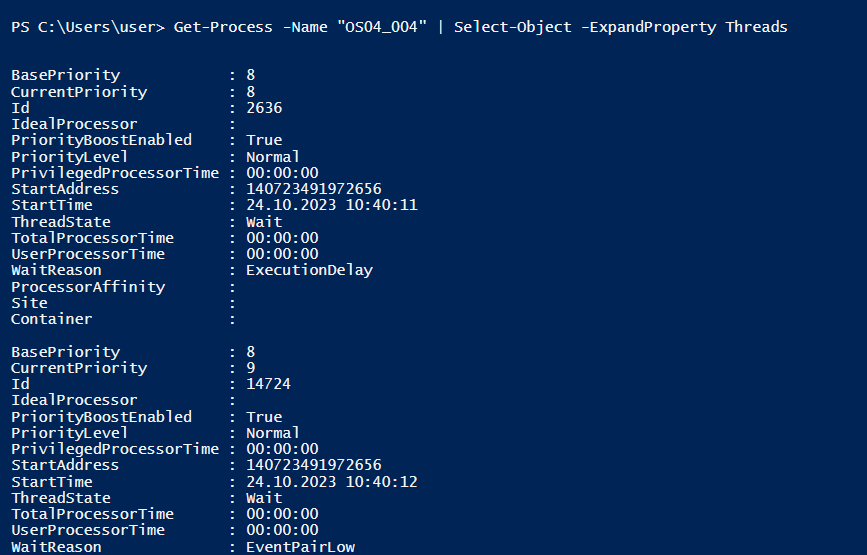 PS C:\Users\user> Get-Process -Name "OS04_004" | Select-Object -ExpandProperty Threads
BasePriority : 8
CurrentPriority : 8
Id : 2636
IdealProcessor :
PriorityBoostEnabled : True
PriorityLevel : Normal
PrivilegedProcessorTime : 00:00:00
StartAddress : 140723491972656
StartTime : 24.10.2023 10:40:11
ThreadState : Wait
TotalProcessorTime : 00:00:00
UserProcessorTime : 00:00:00
WaitReason : ExecutionDelay
ProcessorAffinity :
Site :
Container :
BasePriority : 8
CurrentPriority : 9
Id : 14724
IdealProcessor :
PriorityBoostEnabled : True
PriorityLevel : Normal
PrivilegedProcessorTime : 00:00:00
StartAddress : 140723491972656
StartTime : 24.10.2023 10:40:12
ThreadState : Wait
TotalProcessorTime : 00:00:00
UserProcessorTime : 00:00:00
WaitReason : EventPairLow